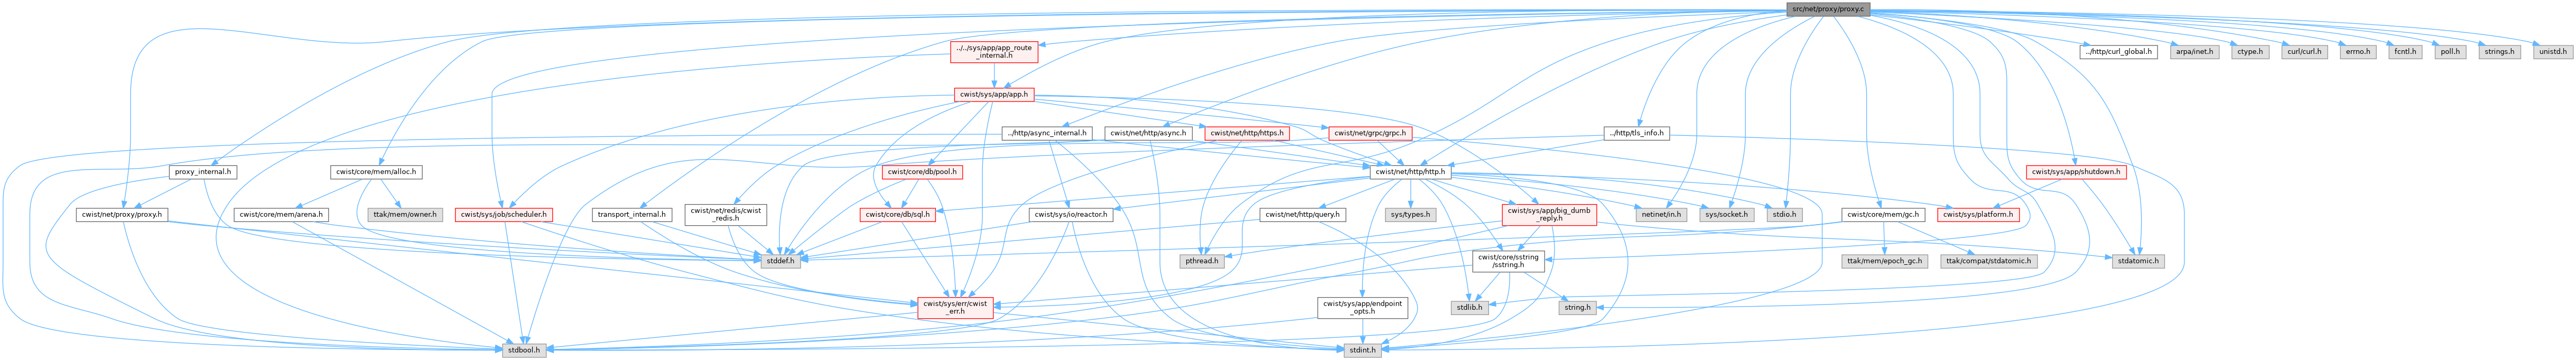 src/net/proxy/proxy.c
../../sys/app/app_route
_internal.h
../http/curl_global.h
arpa/inet.h
ctype.h
curl/curl.h
errno.h
fcntl.h
poll.h
strings.h
unistd.h
cwist/sys/app/app.h
../http/async_internal.h
cwist/net/http/async.h
cwist/net/http/https.h
cwist/net/grpc/grpc.h
../http/tls_info.h
proxy_internal.h
cwist/core/mem/alloc.h
cwist/core/db/pool.h
cwist/net/http/http.h
cwist/sys/app/shutdown.h
cwist/net/proxy/proxy.h
cwist/core/mem/arena.h
ttak/mem/owner.h
cwist/sys/job/scheduler.h
transport_internal.h
cwist/net/redis/cwist
_redis.h
cwist/core/db/sql.h
cwist/sys/io/reactor.h
cwist/net/http/query.h
sys/types.h
cwist/sys/app/big_dumb
_reply.h
netinet/in.h
sys/socket.h
stdio.h
cwist/core/mem/gc.h
cwist/sys/platform.h
stddef.h
pthread.h
cwist/core/sstring
/sstring.h
ttak/mem/epoch_gc.h
ttak/compat/stdatomic.h
stdatomic.h
cwist/sys/err/cwist
_err.h
cwist/sys/app/endpoint
_opts.h
stdlib.h
string.h
stdbool.h
stdint.h